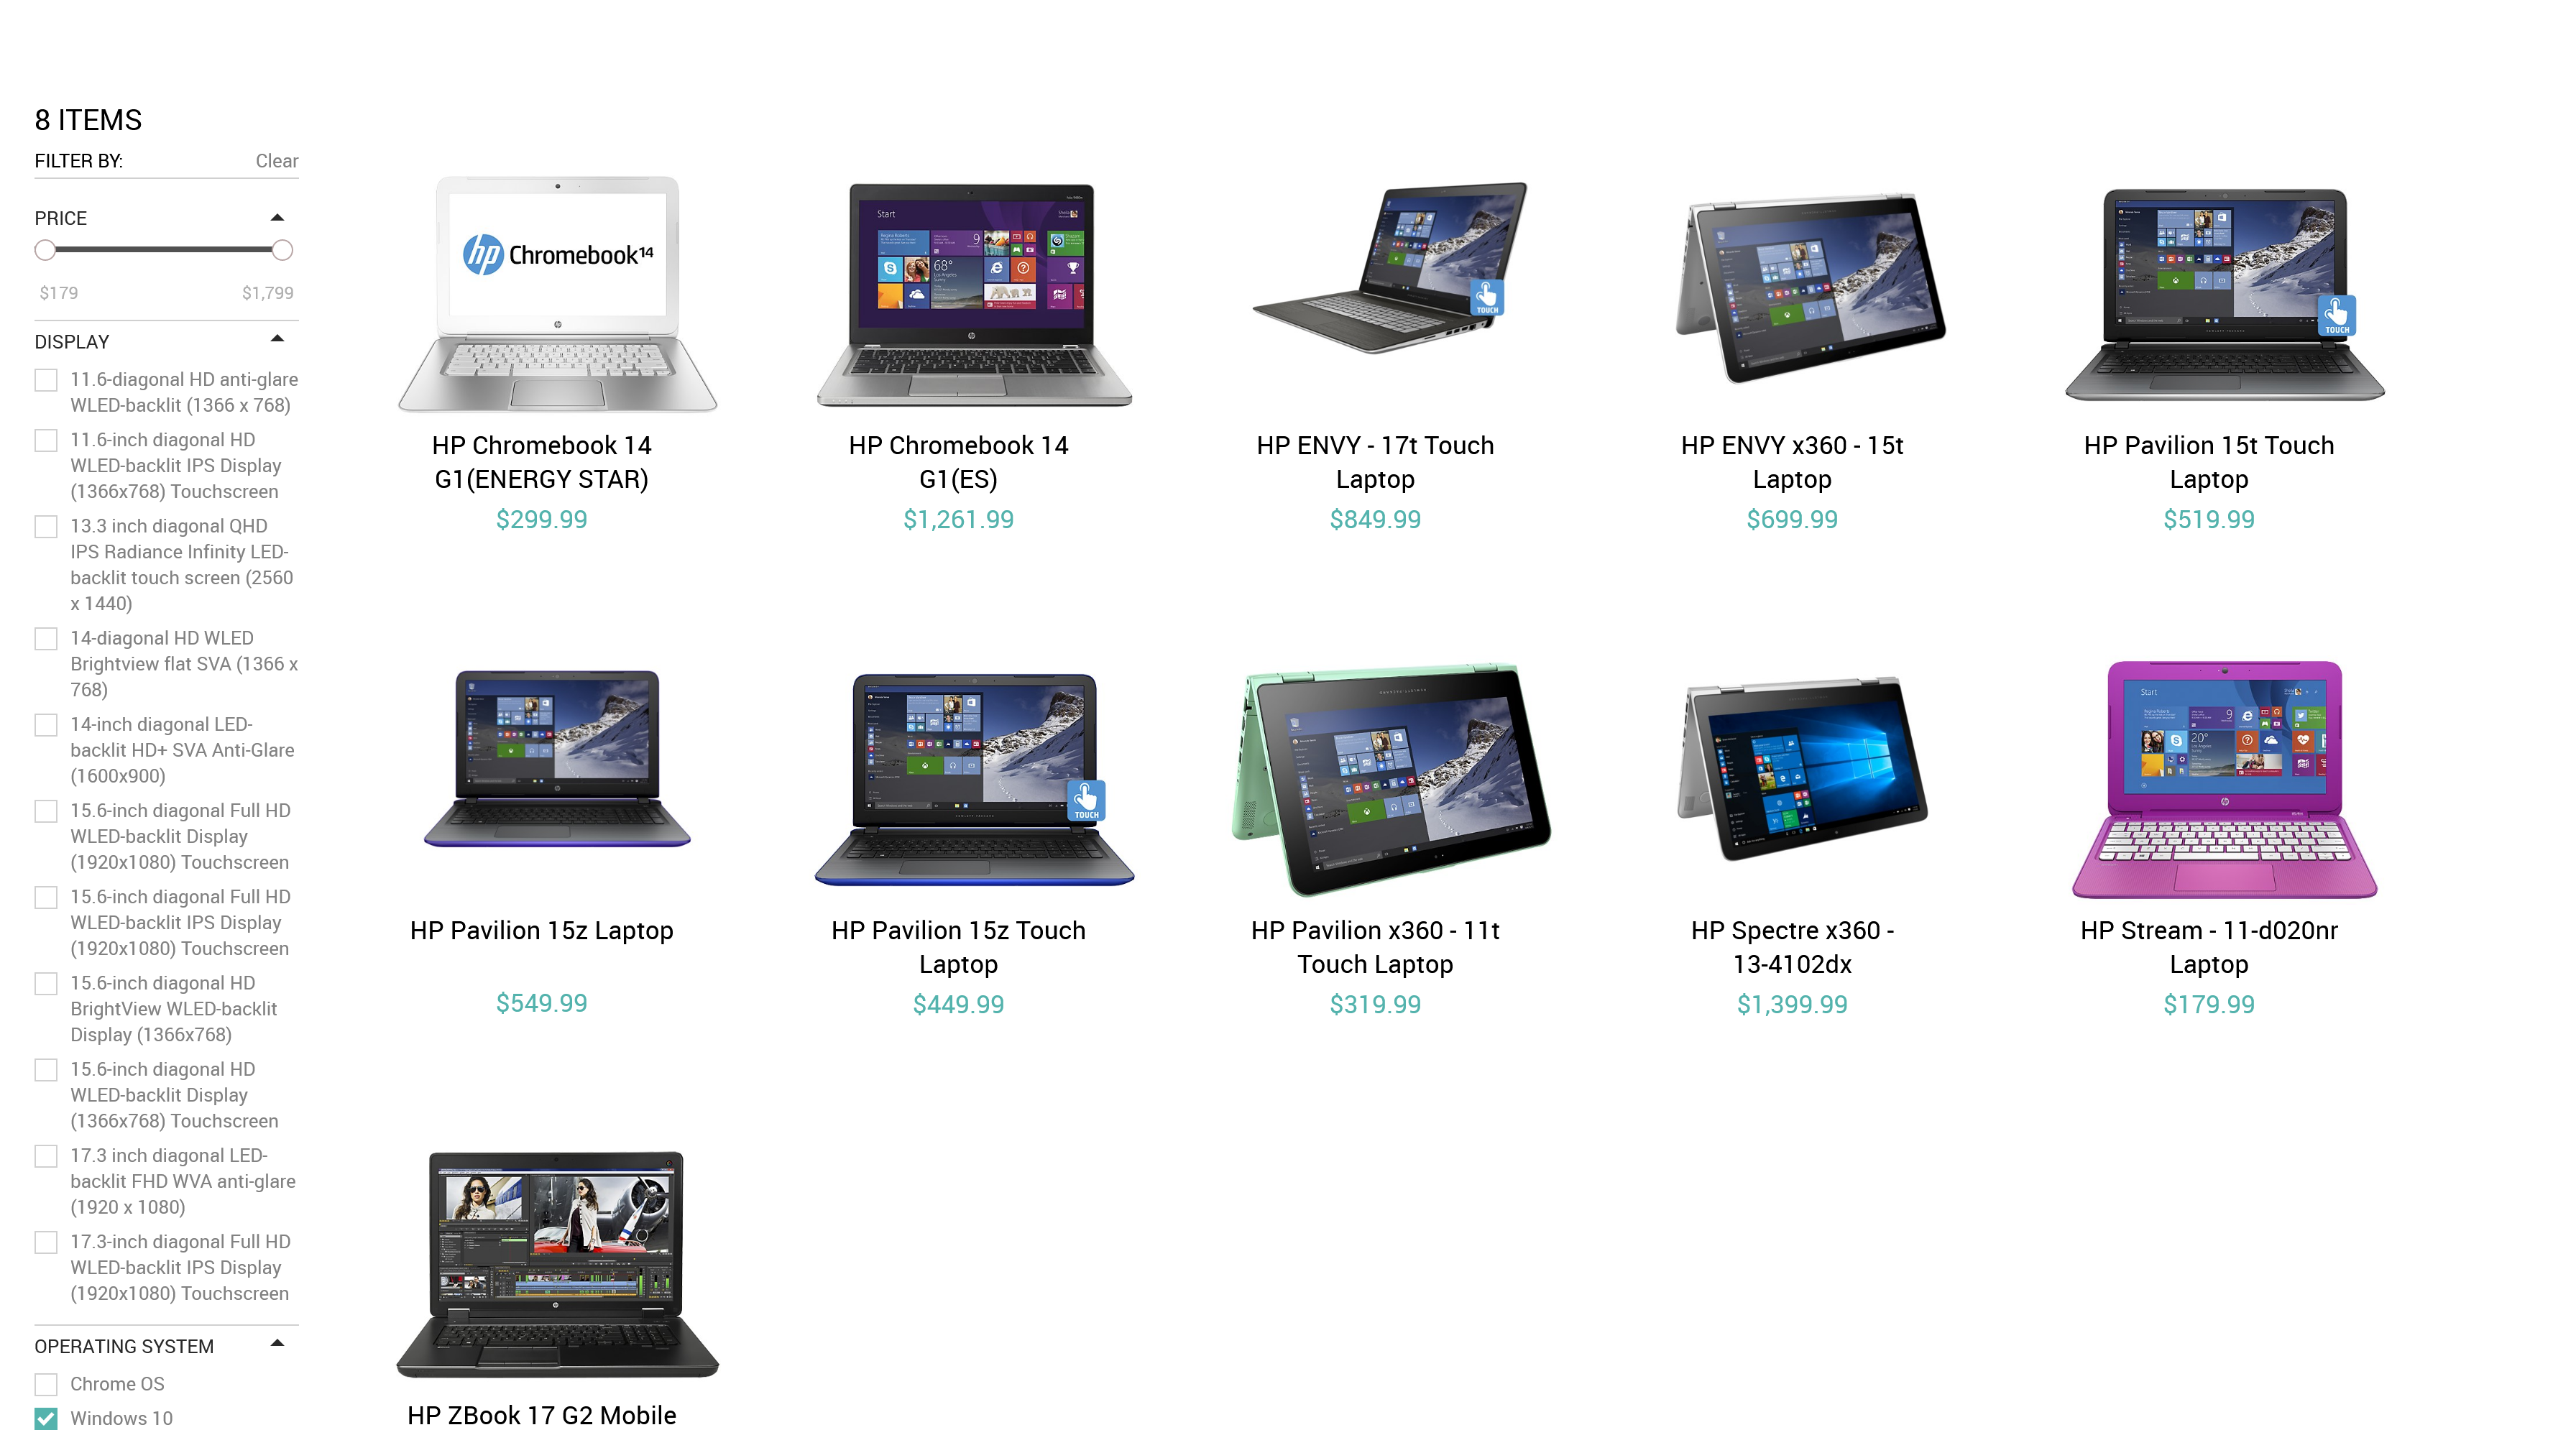 8 ITEMS
FILTER BY: Clear
PRICE
$179 $1,799
DISPLAY
11.6-diagonal HD anti-glare
WLED-backlit (1366 x 768)
11.6-inch diagonal HD
WLED-backlit IPS Display
(1366x768) Touchscreen
13.3 inch diagonal QHD
IPS Radiance Infinity LED-
backlit touch screen (2560
x 1440)
14-diagonal HD WLED
Brightview flat SVA (1366 x
768)
14-inch diagonal LED-
backlit HD+ SVA Anti-Glare
(1600x900)
15.6-inch diagonal Full HD
WLED-backlit Display
(1920x1080) Touchscreen
15.6-inch diagonal Full HD
WLED-backlit IPS Display
(1920x1080) Touchscreen
15.6-inch diagonal HD
BrightView WLED-backlit
Display (1366x768)
15.6-inch diagonal HD
WLED-backlit Display
(1366x768) Touchscreen
17.3 inch diagonal LED-
backlit FHD WVA anti-glare
(1920 x 1080)
17.3-inch diagonal Full HD
WLED-backlit IPS Display
(1920x1080) Touchscreen
OPERATING SYSTEM
Chrome OS
Windows 10
hp Chromebook14
HP Chromebook 14
G1(ENERGY STAR)
$299.99
Start
9
68°
HP Chromebook 14
G1(ES)
$1,261.99
TOUCH
HP ENVY - 17t Touch
Laptop
$849.99
HP ENVY x360 - 15t
Laptop
$699.99
TOUCH
HP Pavilion 15t Touch
Laptop
$519.99
HP Pavilion 15z Laptop
$549.99
TOUCH
HP Pavilion 15z Touch
Laptop
$449.99
HP Pavilion x360 - 11t
Touch Laptop
$319.99
HP Spectre x360 -
13-4102dx
$1,399.99
Start
9
20°
HP Stream - 11-d020nr
Laptop
$179.99
HP ZBook 17 G2 Mobile